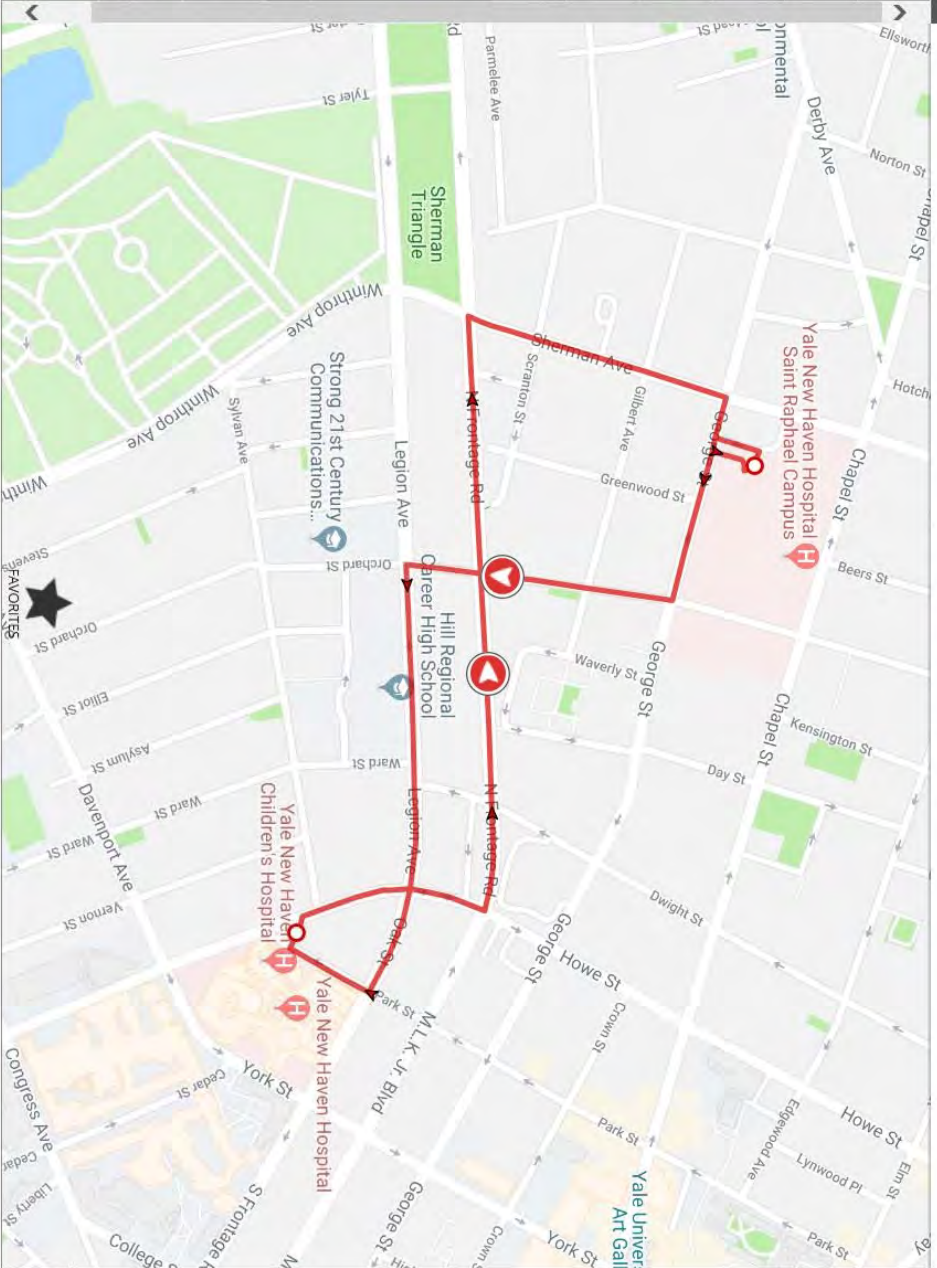 Ellsworth
Derby Ave
Norton St
Chapel St
Parmelee Ave
Tyler St
Sherman
Triangle
Winthrop Ave
Sherman Ave
Scranton St
Gilbert Ave
Greenwood St
George St
Yale New Haven Hospital
Saint Raphael Campus
Chapel St
Beers St
N Frontage Rd
Strong 21st Century
Communications...
Sylvan Ave
Winthrop Ave
Legion Ave
Orchard St
Career High School
Hill Regional
Waverly St
George St
Chapel St
Kensington St
Day St
Stevens
FAVORITES
Orchard St
Elliot St
Asylum St
Ward St
Ward St
Ward St
Davenport Ave
Vernon St
Yale New Haven
Children's Hospital
Legion Ave
N Frontage Rd
Dwight St
George St
Howe St
Oak St
Park St
Crown St
Yale New Haven Hospital
M.L.K. Jr. Blvd
York St
Cedar St
Congress Ave
Cedar
Liberty St
College S
S Frontage R
George St
Crown
York St
Park St
Edgewood Ave
Howe St
Lynwood Pl
Elm St
Park St
Yale Univer
Art Gall